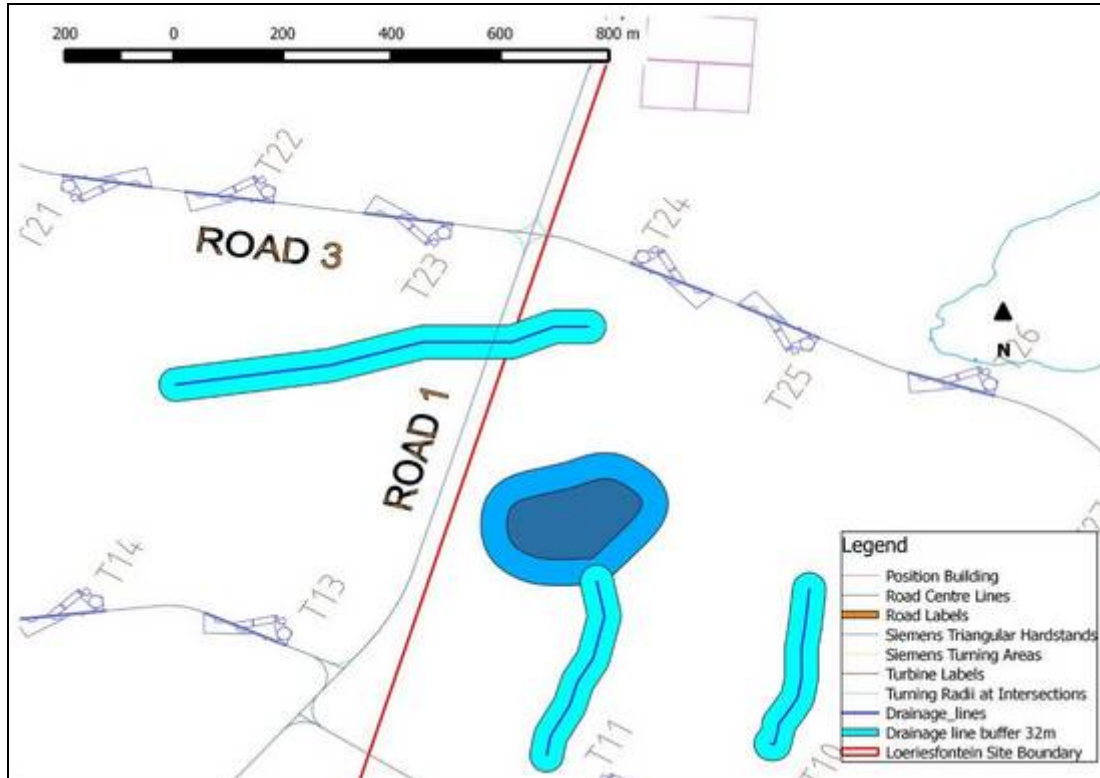 200 0 200 400 600 800 m
T22
T21
ROAD 3
T23
T24
N
T26
T25
ROAD 1
T14
T13
T11
T10
Legend
Position Building
Road Centre Lines
Road Labels
Siemens Triangular Hardstands
Siemens Turning Areas
Turbine Labels
Turning Radii at Intersections
Drainage_lines
Drainage line buffer 32m
Loeriesfontein Site Boundary